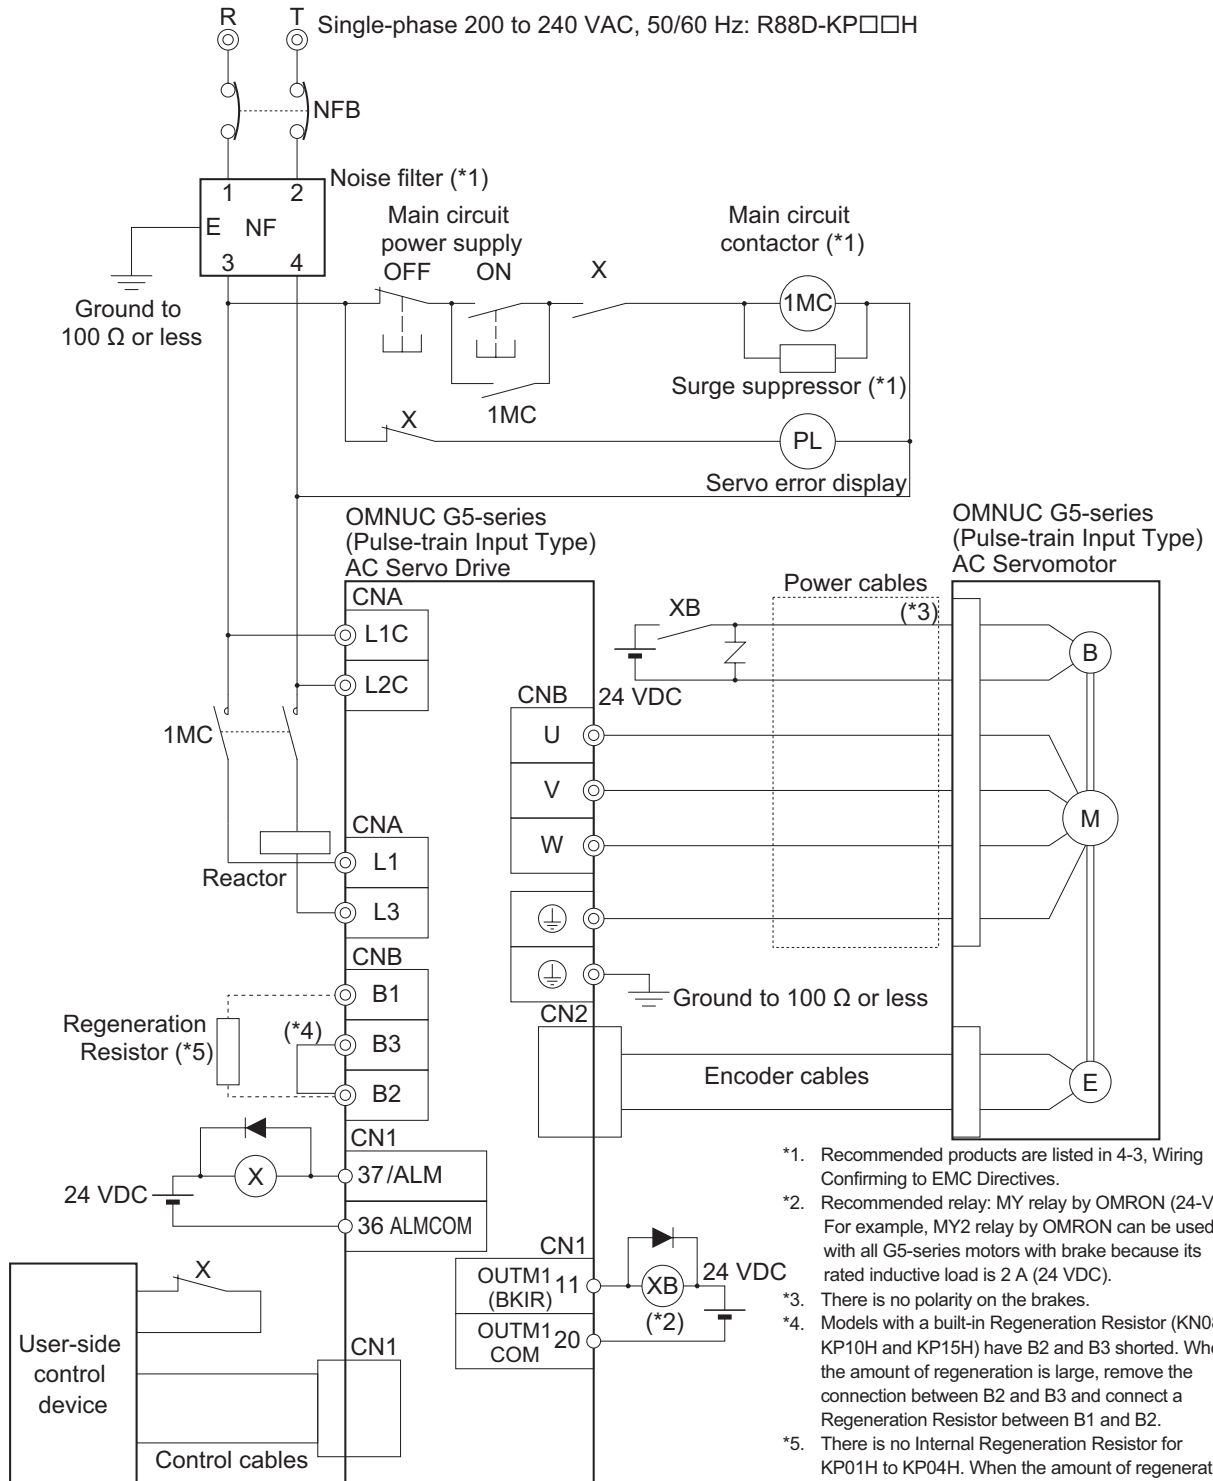 R T Single-phase 200 to 240 VAC, 50/60 Hz: R88D-KP□□H
NFB
Noise filter (*1)
1 2
E NF
3 4
Main circuit
power supply
OFF ON X
Main circuit
contactor (*1)
1MC
Ground to
100 Ω or less
Surge suppressor (*1)
1MC
X
PL
Servo error display
OMNUC G5-series
(Pulse-train Input Type)
AC Servo Drive
OMNUC G5-series
(Pulse-train Input Type)
AC Servomotor
CNA
L1C
L2C
XB
Power cables
(*3)
B
24 VDC
CNB
U
V
W
M
1MC
CNA
L1
Reactor
L3
CNB
B1
Regeneration
Resistor (*5)
(*4)
B3
B2
Ground to 100 Ω or less
CN2
Encoder cables
E
CN1
X
37 /ALM
24 VDC
36 ALMCOM
CN1
OUTM1
(BKIR) 11
XB
24 VDC
(*2)
OUTM1
COM 20
X
User-side
control
device
CN1
Control cables
*1. Recommended products are listed in 4-3, Wiring
Confirming to EMC Directives.
*2. Recommended relay: MY relay by OMRON
For example, MY2 relay by OMRON can be used
with all G5-series motors with brake because its
rated inductive load is 2 A (24 VDC).
*3. There is no polarity on the brakes.
*4. Models with a built-in Regeneration Resistor
KP10H and KP15H) have B2 and B3 shorted.
the amount of regeneration is large, remove the
connection between B2 and B3 and connect a
Regeneration Resistor between B1 and B2.
*5. There is no Internal Regeneration Resistor for
KP01H to KP04H. When the amount of